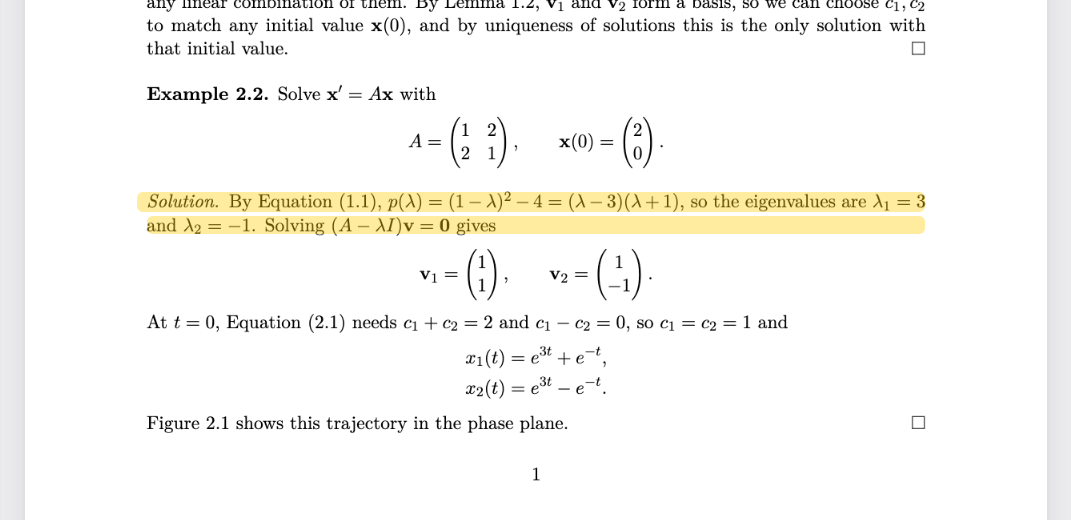 any linear combination of them. By Lemma 1.2, v₁ and v₂ form a basis, so we can choose c₁, c₂
to match any initial value x(0), and by uniqueness of solutions this is the only solution with
that initial value. □
Example 2.2. Solve x′ = Ax with
A = (1 2; 2 1), x(0) = (2; 0).
Solution. By Equation (1.1), p(λ) = (1 − λ)² − 4 = (λ − 3)(λ + 1), so the eigenvalues are λ₁ = 3
and λ₂ = −1. Solving (A − λI)v = 0 gives
v₁ = (1; 1), v₂ = (1; −1).
At t = 0, Equation (2.1) needs c₁ + c₂ = 2 and c₁ − c₂ = 0, so c₁ = c₂ = 1 and
x₁(t) = e³ᵗ + e⁻ᵗ,
x₂(t) = e³ᵗ − e⁻ᵗ.
Figure 2.1 shows this trajectory in the phase plane. □
1